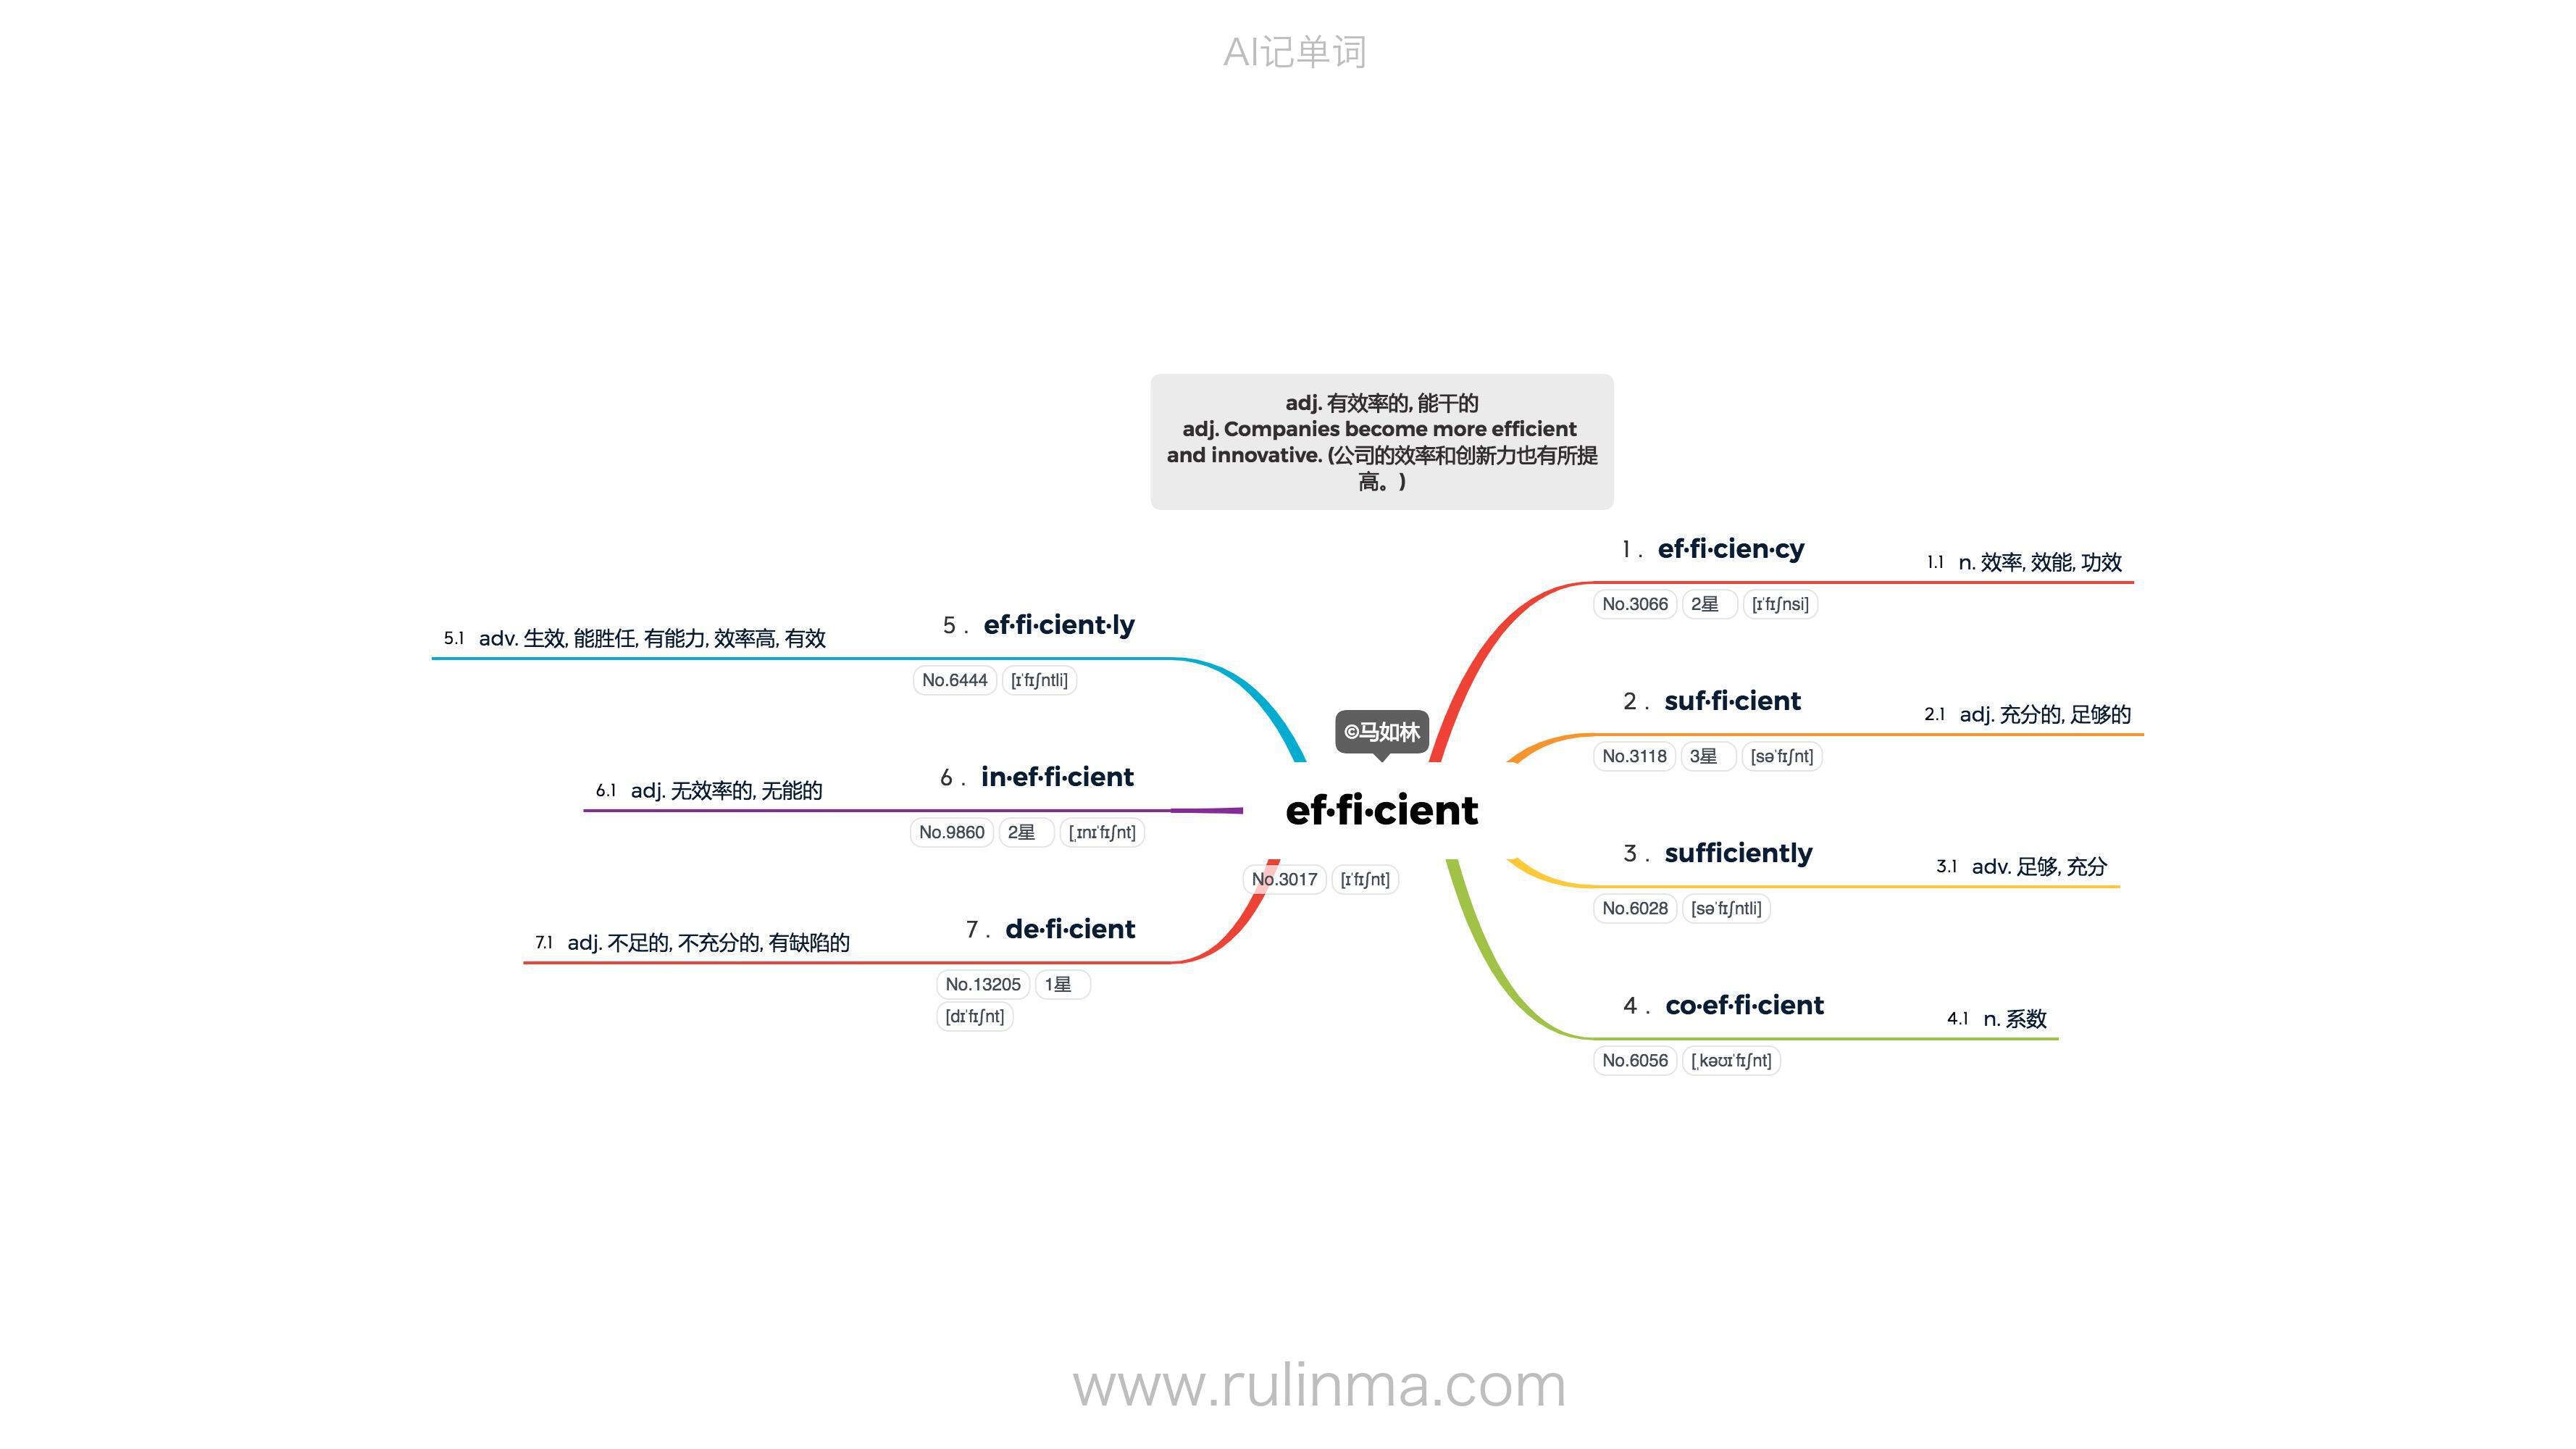 AI记单词
adj. 有效率的, 能干的
adj. Companies become more efficient
and innovative. (公司的效率和创新力也有所提
高。)
©马如林
ef·fi·cient
No.3017 [ɪˈfɪʃnt]
1 . ef·fi·cien·cy
1.1 n. 效率, 效能, 功效
No.3066 2星 [ɪˈfɪʃnsi]
2 . suf·fi·cient
2.1 adj. 充分的, 足够的
No.3118 3星 [səˈfɪʃnt]
3 . sufficiently
3.1 adv. 足够, 充分
No.6028 [səˈfɪʃntli]
4 . co·ef·fi·cient
4.1 n. 系数
No.6056 [ˌkəʊɪˈfɪʃnt]
5 . ef·fi·cient·ly
5.1 adv. 生效, 能胜任, 有能力, 效率高, 有效
No.6444 [ɪˈfɪʃntli]
6 . in·ef·fi·cient
6.1 adj. 无效率的, 无能的
No.9860 2星 [ˌɪnɪˈfɪʃnt]
7 . de·fi·cient
7.1 adj. 不足的, 不充分的, 有缺陷的
No.13205 1星
[dɪˈfɪʃnt]
www.rulinma.com